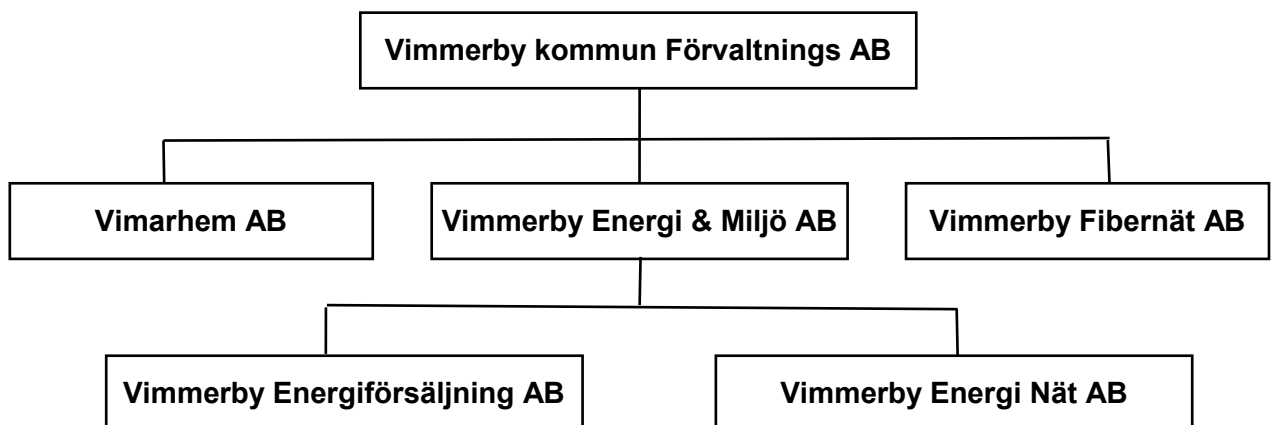 Vimmerby kommun Förvaltnings AB
Vimarhem AB
Vimmerby Energi & Miljö AB
Vimmerby Fibernät AB
Vimmerby Energiförsäljning AB
Vimmerby Energi Nät AB